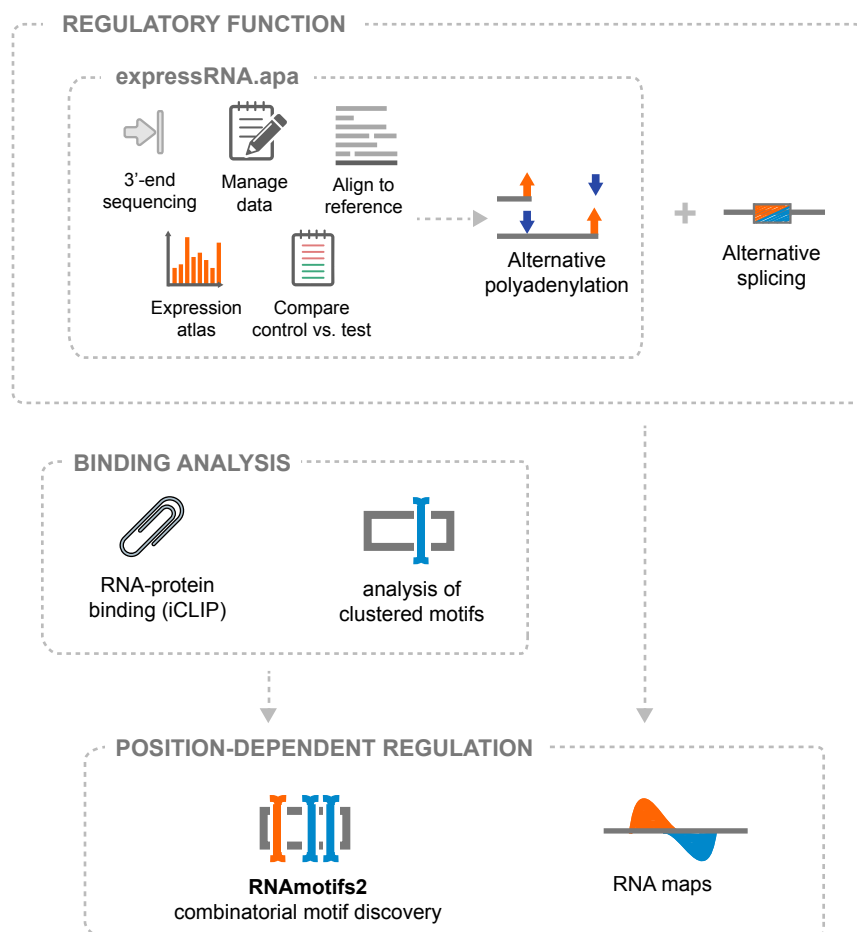 REGULATORY FUNCTION
expressRNA.apa
3'-end
sequencing
Manage
data
Align to
reference
Expression
atlas
Compare
control vs. test
Alternative
polyadenylation
+
Alternative
splicing
BINDING ANALYSIS
RNA-protein
binding (iCLIP)
analysis of
clustered motifs
POSITION-DEPENDENT REGULATION
RNAmotifs2
combinatorial motif discovery
RNA maps